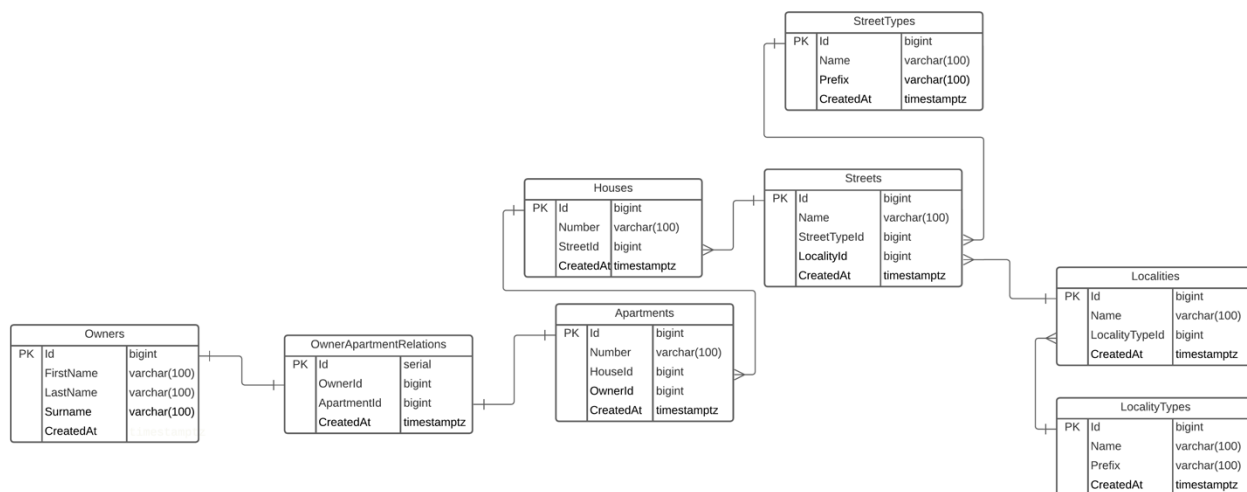 StreetTypes
PK Id bigint
Name varchar(100)
Prefix varchar(100)
CreatedAt timestamptz
Houses
PK Id bigint
Number varchar(100)
StreetId bigint
CreatedAt timestamptz
Streets
PK Id bigint
Name varchar(100)
StreetTypeId bigint
LocalityId bigint
CreatedAt timestamptz
Localities
PK Id bigint
Name varchar(100)
LocalityTypeId bigint
CreatedAt timestamptz
Owners
PK Id bigint
FirstName varchar(100)
LastName varchar(100)
Surname varchar(100)
CreatedAt
OwnerApartmentRelations
PK Id serial
OwnerId bigint
ApartmentId bigint
CreatedAt timestamptz
Apartments
PK Id bigint
Number varchar(100)
HouseId bigint
OwnerId bigint
CreatedAt timestamptz
LocalityTypes
PK Id bigint
Name varchar(100)
Prefix varchar(100)
CreatedAt timestamptz